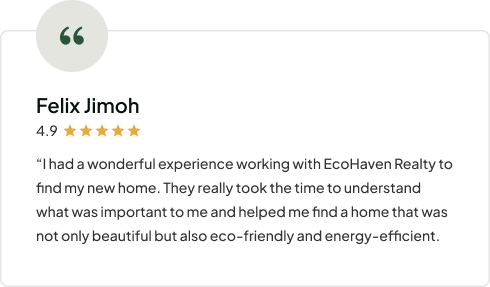 “
Felix Jimoh
4.9
“I had a wonderful experience working with EcoHaven Realty to
find my new home. They really took the time to understand
what was important to me and helped me find a home that was
not only beautiful but also eco-friendly and energy-efficient.